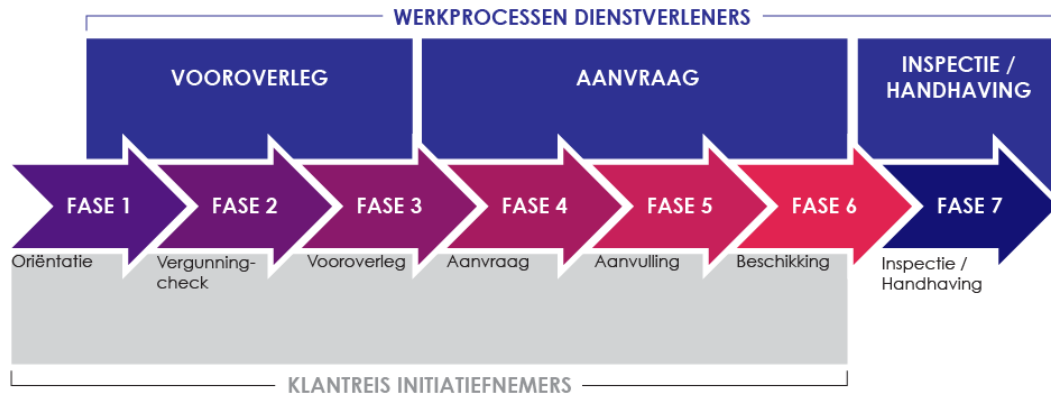 WERKPROCESSEN DIENSTVERLENERS
VOOROVERLEG
AANVRAAG
INSPECTIE /
HANDHAVING
FASE 1
FASE 2
FASE 3
FASE 4
FASE 5
FASE 6
FASE 7
Oriëntatie
Vergunning-
check
Vooroverleg
Aanvraag
Aanvulling
Beschikking
Inspectie /
Handhaving
KLANTREIS INITIATIEFNEMERS